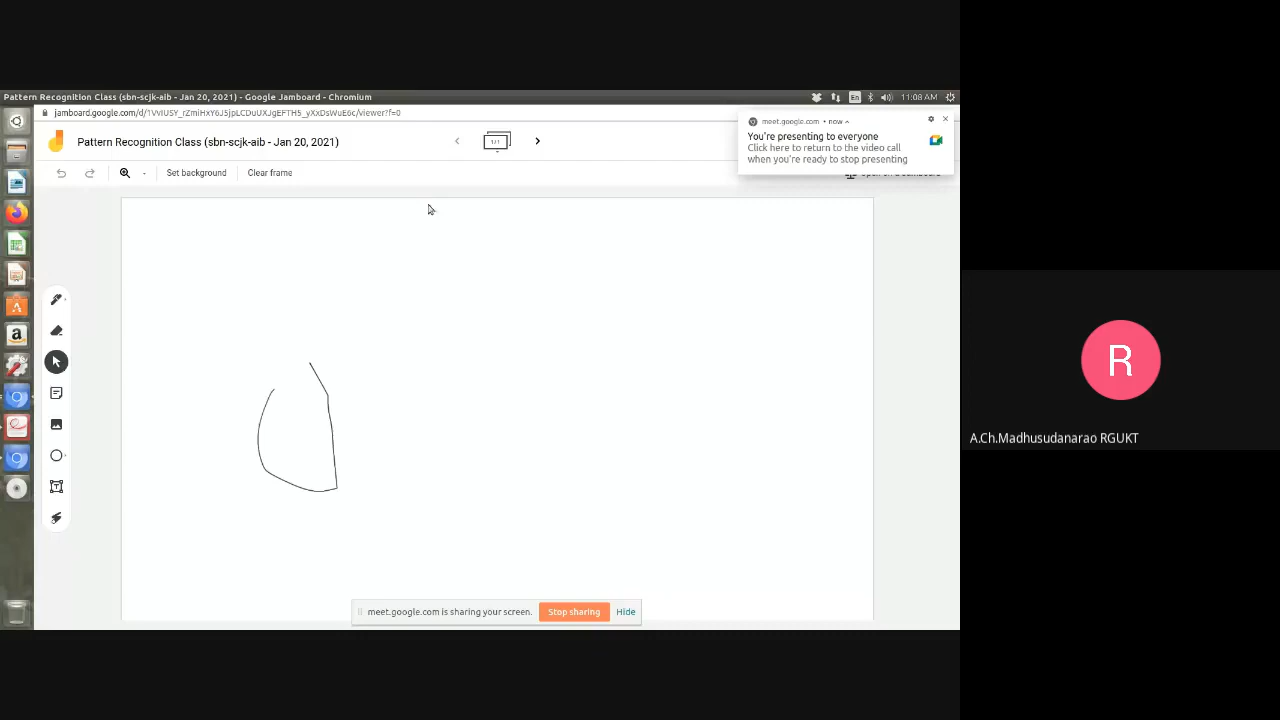 Pattern Recognition Class (sbn-scjk-aib - Jan 20, 2021) - Google Jamboard - Chromium
En
11:08 AM
meet.google.com • now
You're presenting to everyone
Click here to return to the video call
when you're ready to stop presenting
Pattern Recognition Class (sbn-scjk-aib - Jan 20, 2021)
1/1
Set background
Clear frame
R
A.Ch.Madhusudanarao RGUKT
meet.google.com is sharing your screen.
Stop sharing
Hide